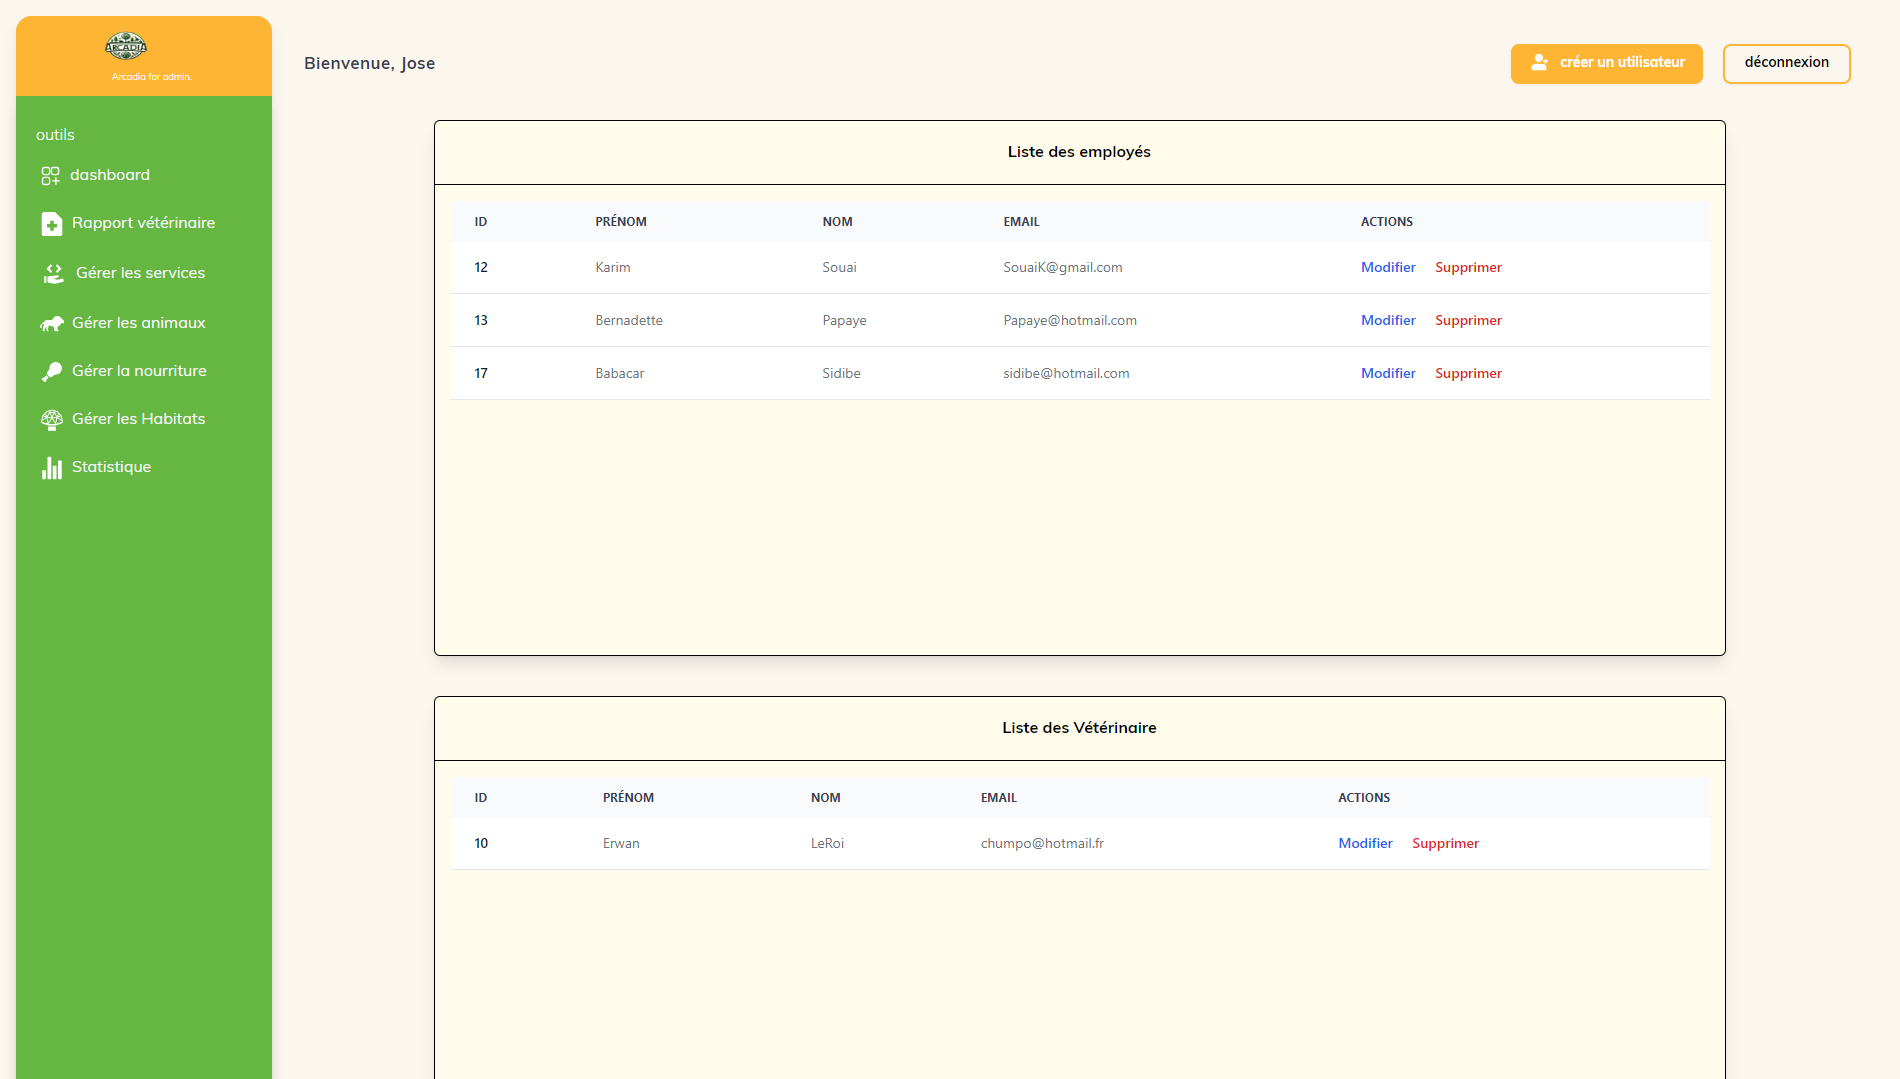 ARCADIA
Arcadia for admin.
outils
dashboard
Rapport vétérinaire
Gérer les services
Gérer les animaux
Gérer la nourriture
Gérer les Habitats
Statistique
Bienvenue, Jose
créer un utilisateur
déconnexion
Liste des employés
ID PRÉNOM NOM EMAIL ACTIONS
12 Karim Souai SouaiK@gmail.com Modifier Supprimer
13 Bernadette Papaye Papaye@hotmail.com Modifier Supprimer
17 Babacar Sidibe sidibe@hotmail.com Modifier Supprimer
Liste des Vétérinaire
ID PRÉNOM NOM EMAIL ACTIONS
10 Erwan LeRoi chumpo@hotmail.fr Modifier Supprimer